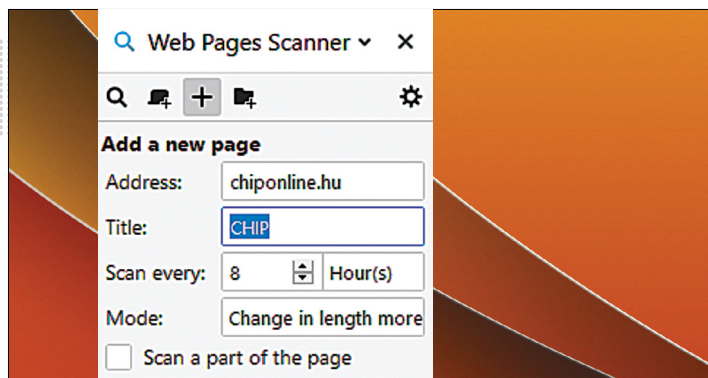 Web Pages Scanner
Add a new page
Address: chiponline.hu
Title: CHIP
Scan every: 8 Hour(s)
Mode: Change in length more
Scan a part of the page